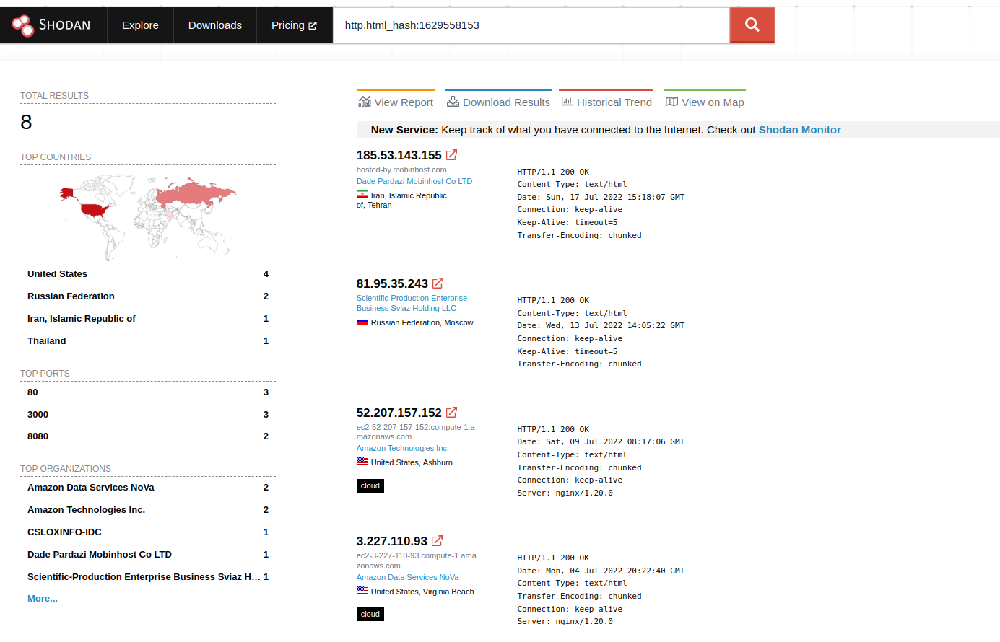 SHODAN
Explore
Downloads
Pricing
http.html_hash:1629558153
TOTAL RESULTS
8
TOP COUNTRIES
United States 4
Russian Federation 2
Iran, Islamic Republic of 1
Thailand 1
TOP PORTS
80 3
3000 3
8080 2
TOP ORGANIZATIONS
Amazon Data Services NoVa 2
Amazon Technologies Inc. 2
CSLOXINFO-IDC 1
Dade Pardazi Mobinhost Co LTD 1
Scientific-Production Enterprise Business Sviaz H... 1
More...
View Report
Download Results
Historical Trend
View on Map
New Service: Keep track of what you have connected to the Internet. Check out Shodan Monitor
185.53.143.155
hosted-by.mobinhost.com
Dade Pardazi Mobinhost Co LTD
Iran, Islamic Republic
of, Tehran
HTTP/1.1 200 OK
Content-Type: text/html
Date: Sun, 17 Jul 2022 15:18:07 GMT
Connection: keep-alive
Keep-Alive: timeout=5
Transfer-Encoding: chunked
81.95.35.243
Scientific-Production Enterprise
Business Sviaz Holding LLC
Russian Federation, Moscow
HTTP/1.1 200 OK
Content-Type: text/html
Date: Wed, 13 Jul 2022 14:05:22 GMT
Connection: keep-alive
Keep-Alive: timeout=5
Transfer-Encoding: chunked
52.207.157.152
ec2-52-207-157-152.compute-1.a
mazonaws.com
Amazon Technologies Inc.
United States, Ashburn
cloud
HTTP/1.1 200 OK
Date: Sat, 09 Jul 2022 08:17:06 GMT
Content-Type: text/html
Transfer-Encoding: chunked
Connection: keep-alive
Server: nginx/1.20.0
3.227.110.93
ec2-3-227-110-93.compute-1.ama
zonaws.com
Amazon Data Services NoVa
United States, Virginia Beach
cloud
HTTP/1.1 200 OK
Date: Mon, 04 Jul 2022 20:22:40 GMT
Content-Type: text/html
Transfer-Encoding: chunked
Connection: keep-alive
Server: nginx/1.20.0